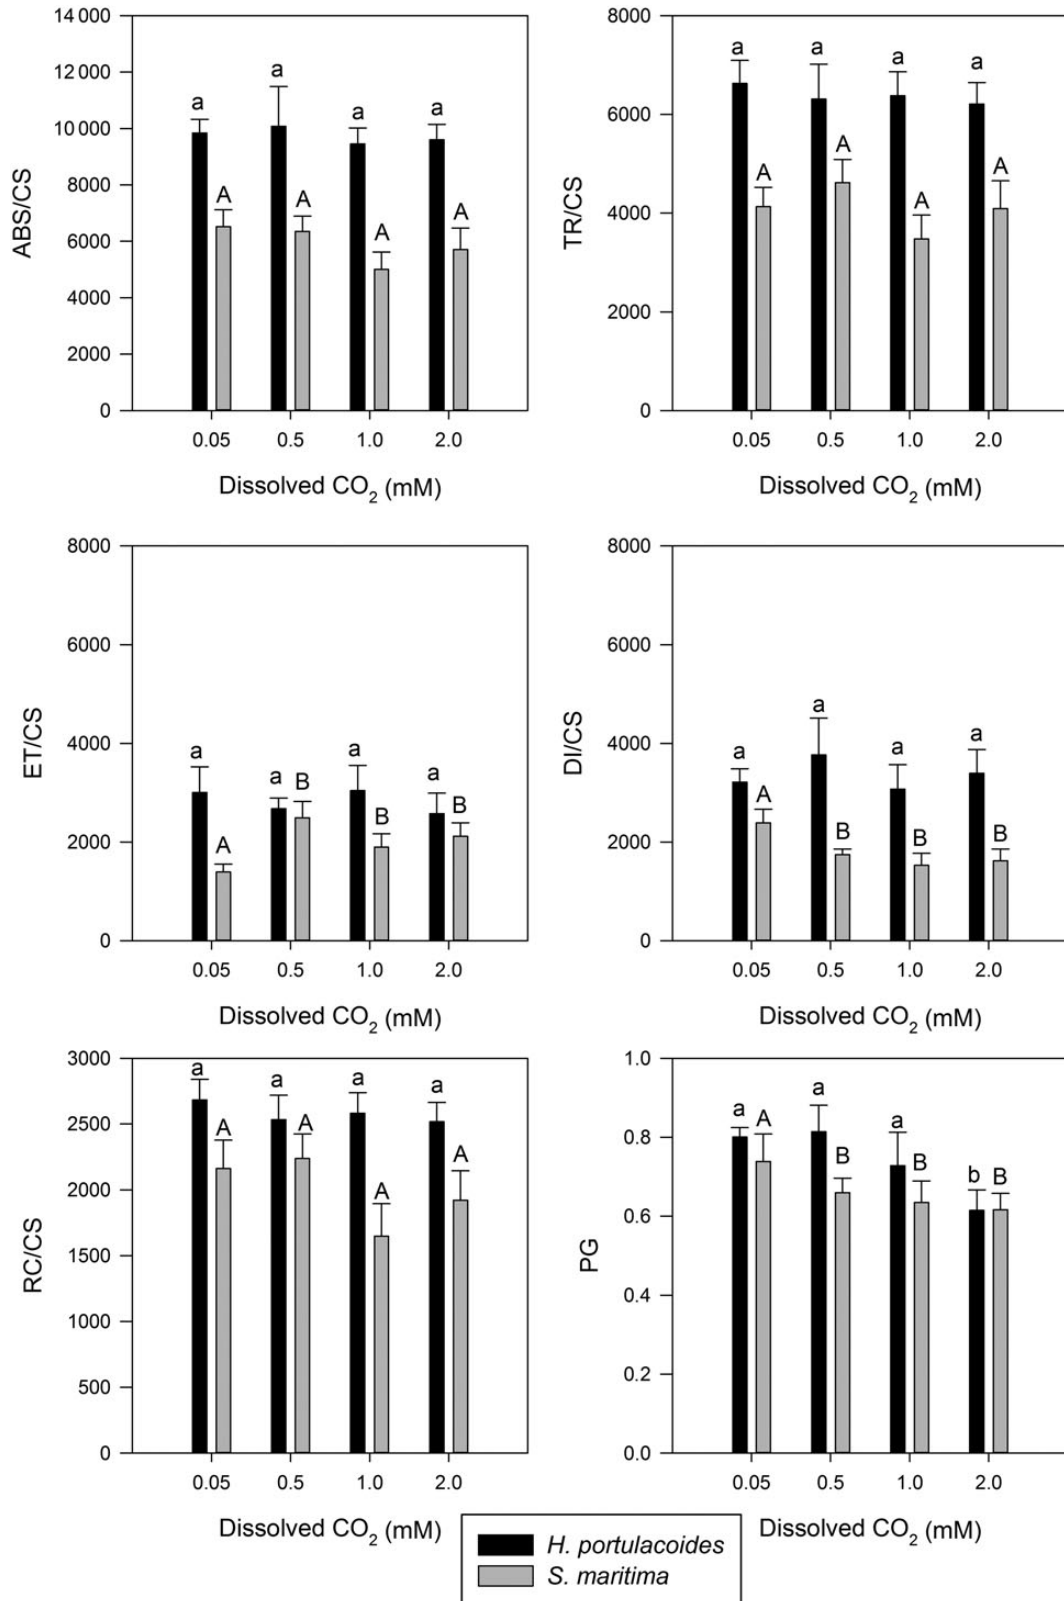 14 000
12 000
10 000
8000
6000
4000
2000
0
ABS/CS
a
A
a
A
a
A
a
A
0.05 0.5 1.0 2.0
Dissolved CO₂ (mM)
8000
6000
4000
2000
0
TR/CS
a
A
a
A
a
A
a
A
0.05 0.5 1.0 2.0
Dissolved CO₂ (mM)
8000
6000
4000
2000
0
ET/CS
a
A
a
B
a
B
a
B
0.05 0.5 1.0 2.0
Dissolved CO₂ (mM)
8000
6000
4000
2000
0
DI/CS
a
A
a
B
a
B
a
B
0.05 0.5 1.0 2.0
Dissolved CO₂ (mM)
3000
2500
2000
1500
1000
500
0
RC/CS
a
A
a
A
a
A
a
A
0.05 0.5 1.0 2.0
Dissolved CO₂ (mM)
1.0
0.8
0.6
0.4
0.2
0.0
PG
a
A
a
B
a
B
b
B
0.05 0.5 1.0 2.0
Dissolved CO₂ (mM)
H. portulacoides
S. maritima